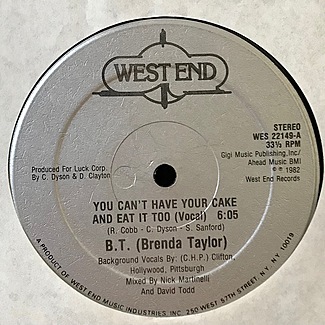 WEST END
STEREO
WES 22149-A
33⅓ RPM
Gigi Music Publishing,Inc/
Ahead Music BMI
℗ © 1982
West End Records
Produced For Luck Corp.
By C. Dyson & D. Clayton
YOU CAN'T HAVE YOUR CAKE
AND EAT IT TOO (Vocal) 6:05
(R. Cobb - C. Dyson - S. Sanford)
B.T. (Brenda Taylor)
Background Vocals By: (C.H.P.) Clifton,
Hollywood, Pittsburgh
Mixed By Nick Martinelli
And David Todd
A PRODUCT OF WEST END MUSIC INDUSTRIES, INC. 250 WEST 57TH STREET, N.Y. N.Y. 10019